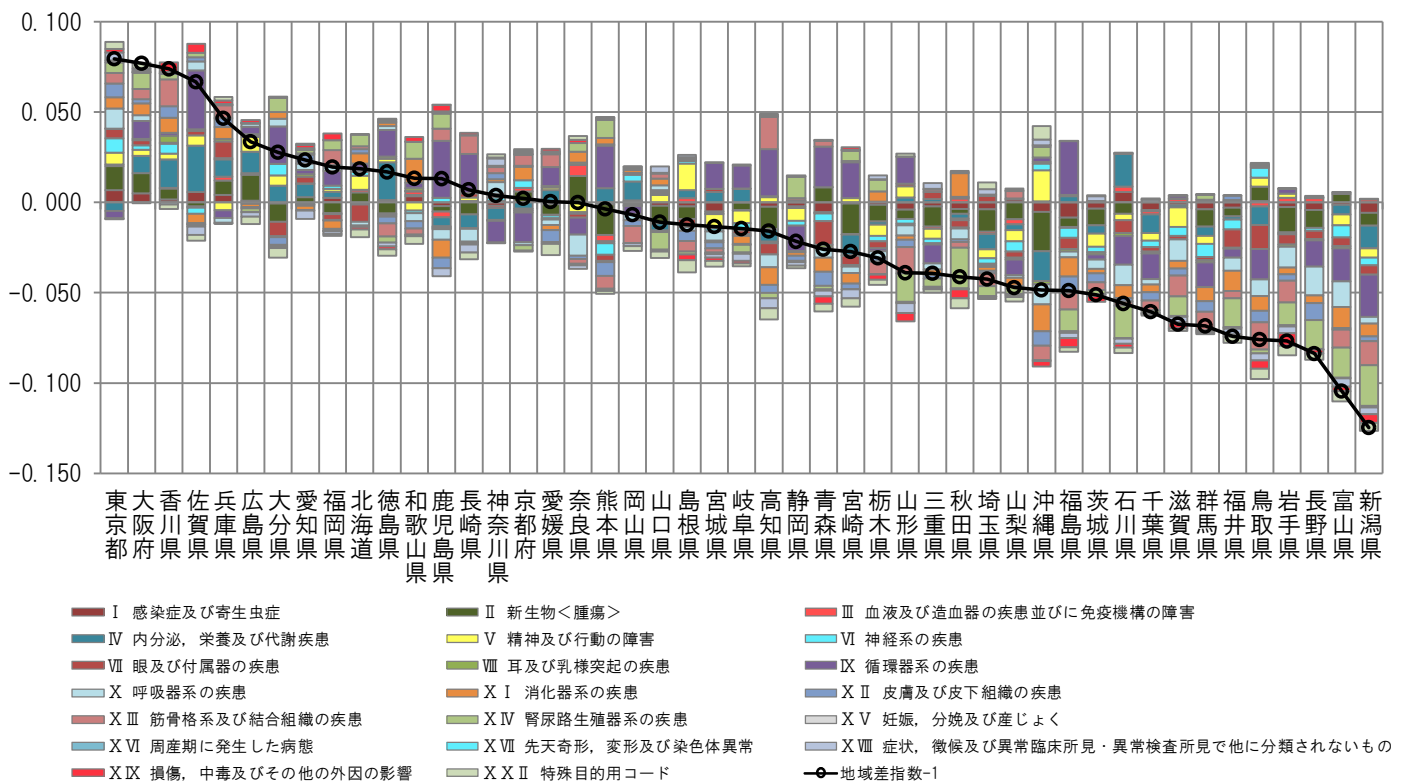 0.100
0.050
0.000
-0.050
-0.100
-0.150
東京都
大阪府
香川県
佐賀県
兵庫県
広島県
大分県
愛知県
福岡県
北海道
徳島県
和歌山県
鹿児島県
長崎県
神奈川県
京都府
愛媛県
奈良県
熊本県
岡山県
山口県
島根県
宮城県
岐阜県
高知県
静岡県
青森県
宮崎県
栃木県
山形県
三重県
秋田県
埼玉県
山梨県
沖縄県
福島県
茨城県
石川県
千葉県
滋賀県
群馬県
福井県
鳥取県
岩手県
長野県
富山県
新潟県
Ⅰ 感染症及び寄生虫症
Ⅱ 新生物＜腫瘍＞
Ⅲ 血液及び造血器の疾患並びに免疫機構の障害
Ⅳ 内分泌，栄養及び代謝疾患
Ⅴ 精神及び行動の障害
Ⅵ 神経系の疾患
Ⅶ 眼及び付属器の疾患
Ⅷ 耳及び乳様突起の疾患
Ⅸ 循環器系の疾患
Ⅹ 呼吸器系の疾患
ⅩⅠ 消化器系の疾患
ⅩⅡ 皮膚及び皮下組織の疾患
ⅩⅢ 筋骨格系及び結合組織の疾患
ⅩⅣ 腎尿路生殖器系の疾患
ⅩⅤ 妊娠，分娩及び産じょく
ⅩⅥ 周産期に発生した病態
ⅩⅦ 先天奇形，変形及び染色体異常
ⅩⅧ 症状，徴候及び異常臨床所見・異常検査所見で他に分類されないもの
ⅩⅨ 損傷，中毒及びその他の外因の影響
ⅩⅩⅡ 特殊目的用コード
地域差指数-1